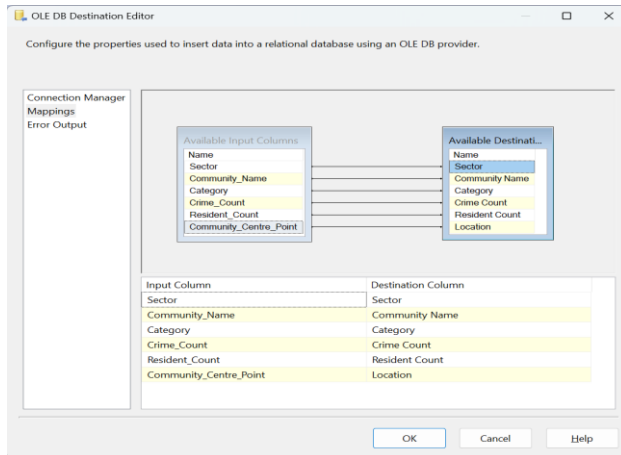 OLE DB Destination Editor
Configure the properties used to insert data into a relational database using an OLE DB provider.
Connection Manager
Mappings
Error Output
Available Input Columns
Name
Sector
Community_Name
Category
Crime_Count
Resident_Count
Community_Centre_Point
Available Destinati...
Name
Sector
Community Name
Category
Crime Count
Resident Count
Location
Input Column Destination Column
Sector Sector
Community_Name Community Name
Category Category
Crime_Count Crime Count
Resident_Count Resident Count
Community_Centre_Point Location
OK Cancel Help